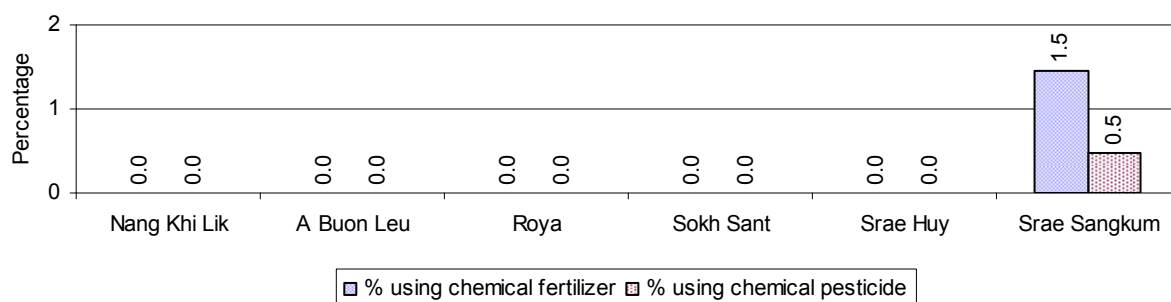 2
1
0
Percentage
0.0 0.0 0.0 0.0 0.0 0.0 0.0 0.0 0.0 0.0 1.5 0.5
Nang Khi Lik A Buon Leu Roya Sokh Sant Srae Huy Srae Sangkum
% using chemical fertilizer % using chemical pesticide